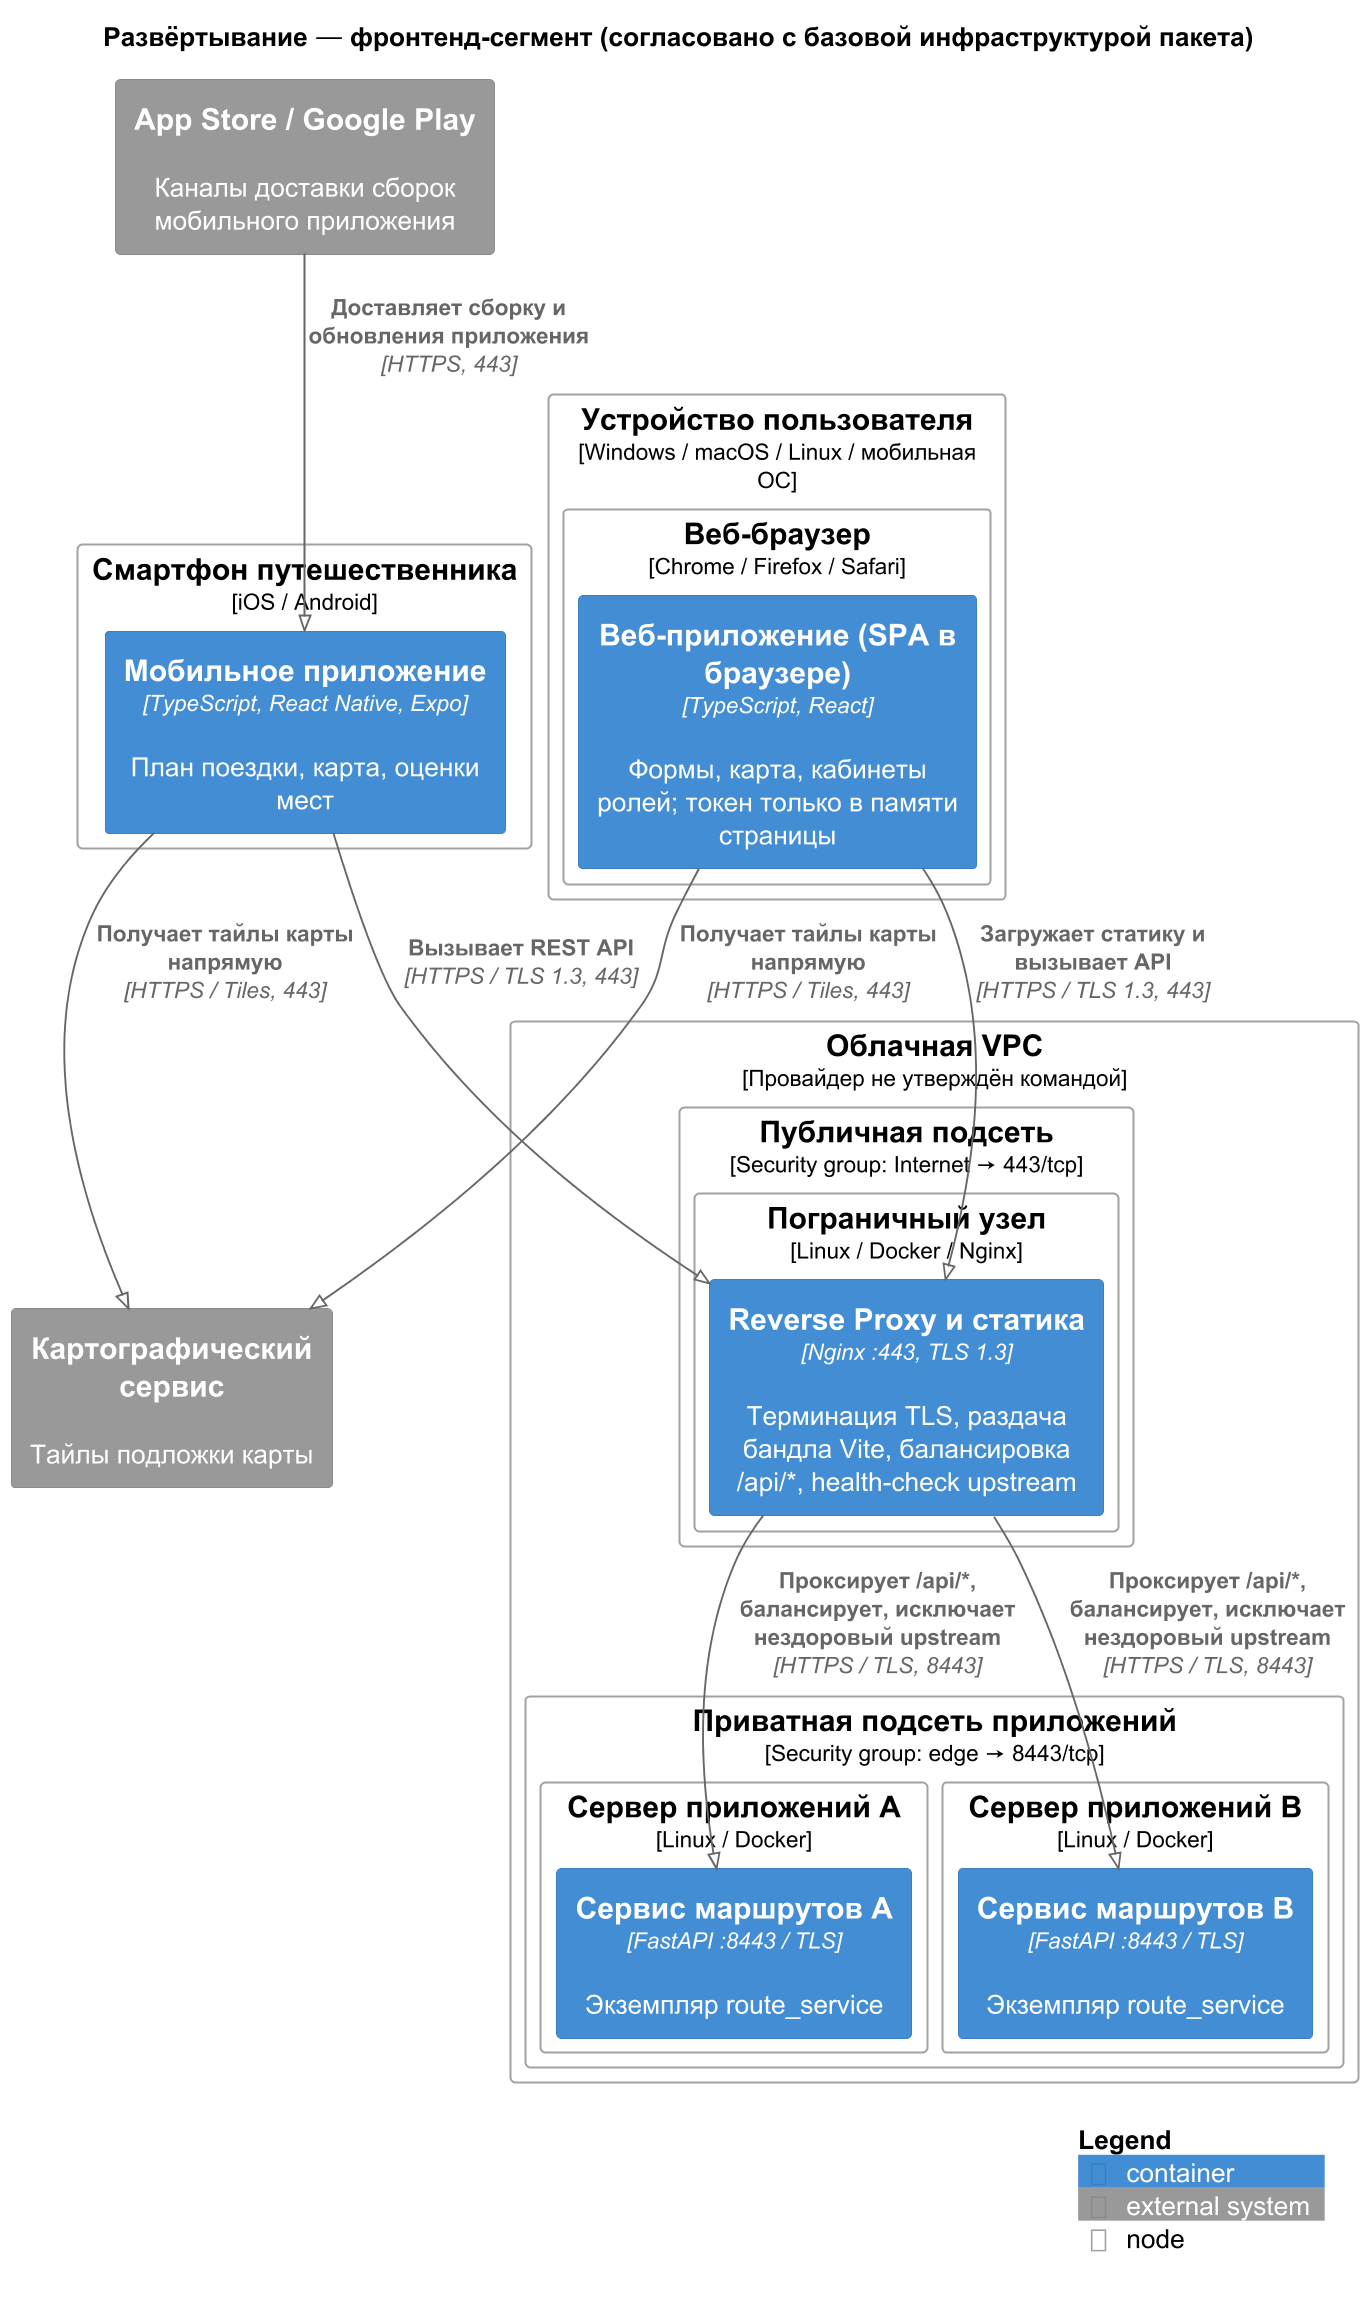 Развёртывание — фронтенд-сегмент (согласовано с базовой инфраструктурой пакета)
App Store / Google Play
Каналы доставки сборок
мобильного приложения
Доставляет сборку и
обновления приложения
[HTTPS, 443]
Устройство пользователя
[Windows / macOS / Linux / мобильная
ОС]
Веб-браузер
[Chrome / Firefox / Safari]
Веб-приложение (SPA в
браузере)
[TypeScript, React]
Формы, карта, кабинеты
ролей; токен только в памяти
страницы
Смартфон путешественника
[iOS / Android]
Мобильное приложение
[TypeScript, React Native, Expo]
План поездки, карта, оценки
мест
Получает тайлы карты
напрямую
[HTTPS / Tiles, 443]
Вызывает REST API
[HTTPS / TLS 1.3, 443]
Получает тайлы карты
напрямую
[HTTPS / Tiles, 443]
Загружает статику и
вызывает API
[HTTPS / TLS 1.3, 443]
Облачная VPC
[Провайдер не утверждён командой]
Публичная подсеть
[Security group: Internet → 443/tcp]
Пограничный узел
[Linux / Docker / Nginx]
Reverse Proxy и статика
[Nginx :443, TLS 1.3]
Терминация TLS, раздача
бандла Vite, балансировка
/api/*, health-check upstream
Картографический
сервис
Тайлы подложки карты
Проксирует /api/*,
балансирует, исключает
нездоровый upstream
[HTTPS / TLS, 8443]
Проксирует /api/*,
балансирует, исключает
нездоровый upstream
[HTTPS / TLS, 8443]
Приватная подсеть приложений
[Security group: edge → 8443/tcp]
Сервер приложений A
[Linux / Docker]
Сервис маршрутов A
[FastAPI :8443 / TLS]
Экземпляр route_service
Сервер приложений B
[Linux / Docker]
Сервис маршрутов B
[FastAPI :8443 / TLS]
Экземпляр route_service
Legend
container
external system
node